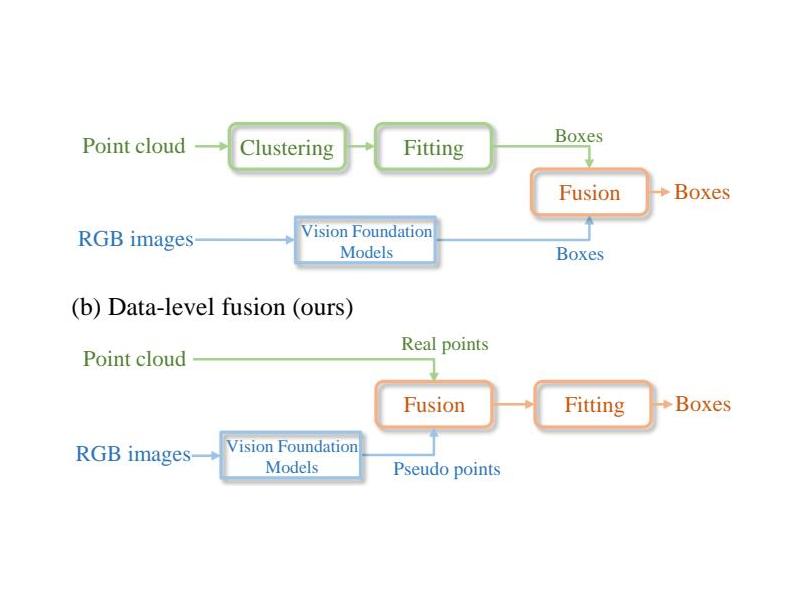 Point cloud
Clustering
Fitting
Boxes
Fusion
Boxes
RGB images
Vision Foundation
Models
Boxes
(b) Data-level fusion (ours)
Point cloud
Real points
Fusion
Fitting
Boxes
RGB images
Vision Foundation
Models
Pseudo points